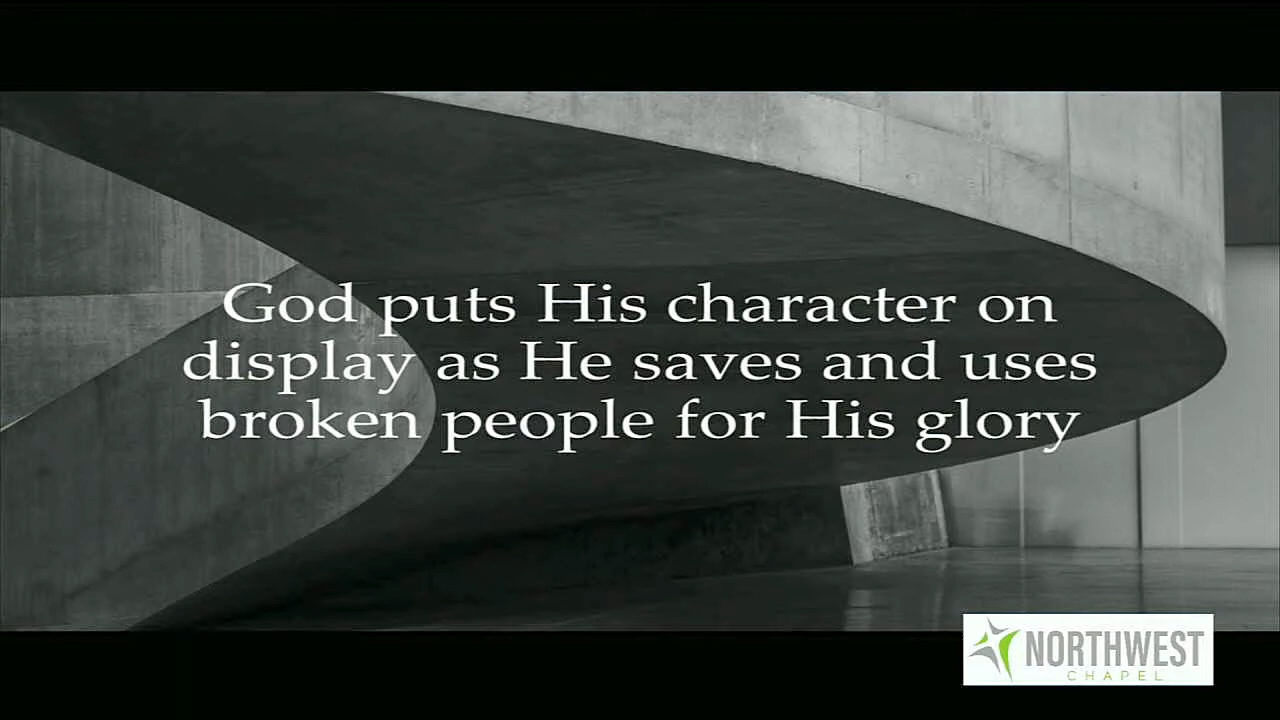 God puts His character on
display as He saves and uses
broken people for His glory
NORTHWEST
CHAPEL